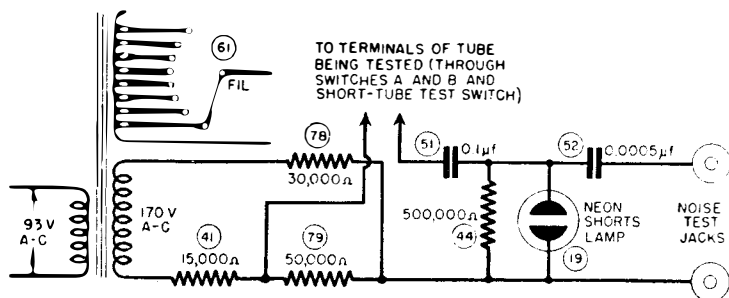 61
FIL
TO TERMINALS OF TUBE
BEING TESTED (THROUGH
SWITCHES A AND B AND
SHORT-TUBE TEST SWITCH)
78
30,000Ω
51
0.1μf
52
0.0005μf
93 V
A-C
170 V
A-C
41
15,000Ω
79
50,000Ω
500,000Ω
44
NEON
SHORTS
LAMP
19
NOISE
TEST
JACKS